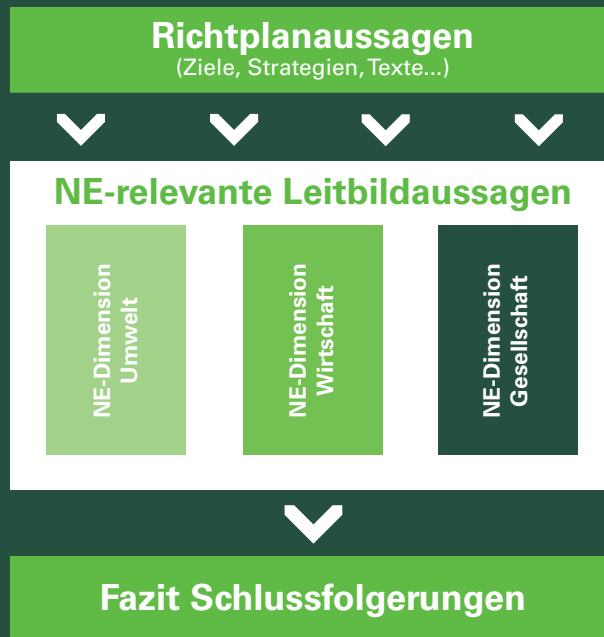 Richtplanaussagen
(Ziele, Strategien, Texte...)
NE-relevante Leitbildaussagen
NE-Dimension
Umwelt
NE-Dimension
Wirtschaft
NE-Dimension
Gesellschaft
Fazit Schlussfolgerungen